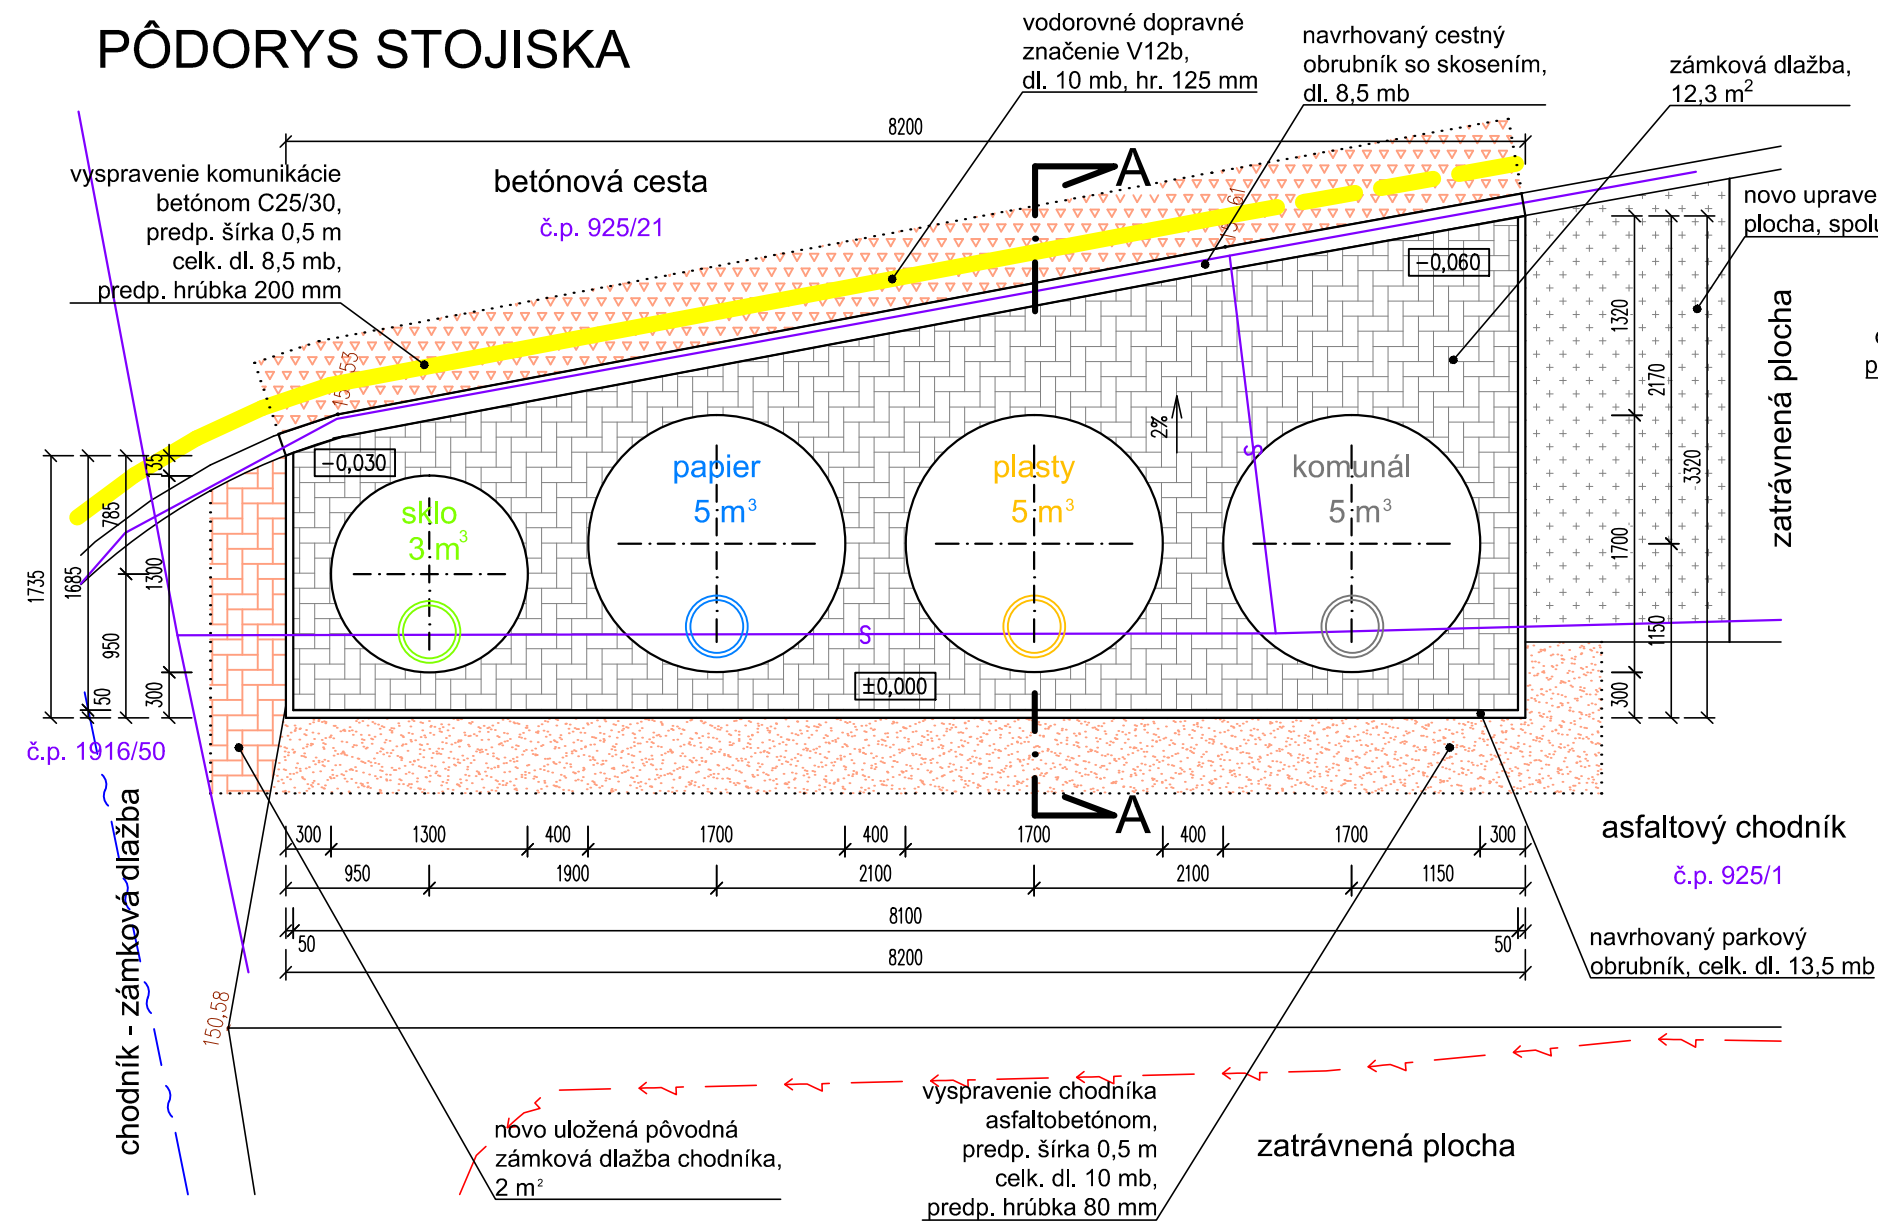 PÔDORYS STOJISKA
vodorovné dopravné
značenie V12b,
dl. 10 mb, hr. 125 mm
navrhovaný cestný
obrubník so skosením,
dl. 8,5 mb
zámková dlažba,
12,3 m²
8200
vyspravenie komunikácie
betónom C25/30,
predp. šírka 0,5 m
celk. dl. 8,5 mb,
predp. hrúbka 200 mm
betónová cesta
č.p. 925/21
A
novo uprave
plocha, spolu
−0,060
−0,030
sklo
3 m³
papier
5 m³
plasty
5 m³
komunál
5 m³
2%
S
S
±0,000
zatrávnená plocha
1320
2170
3320
1700
1150
300
135
785
1300
1685
1735
950
50
300
č.p. 1916/50
chodník - zámková dlažba
A
300 1300 400 1700 400 1700 400 1700 300
950 1900 2100 2100 1150
8100
50 50
8200
asfaltový chodník
č.p. 925/1
navrhovaný parkový
obrubník, celk. dl. 13,5 mb
150,58
novo uložená pôvodná
zámková dlažba chodníka,
2 m²
vyspravenie chodníka
asfaltobetónom,
predp. šírka 0,5 m
celk. dl. 10 mb,
predp. hrúbka 80 mm
zatrávnená plocha